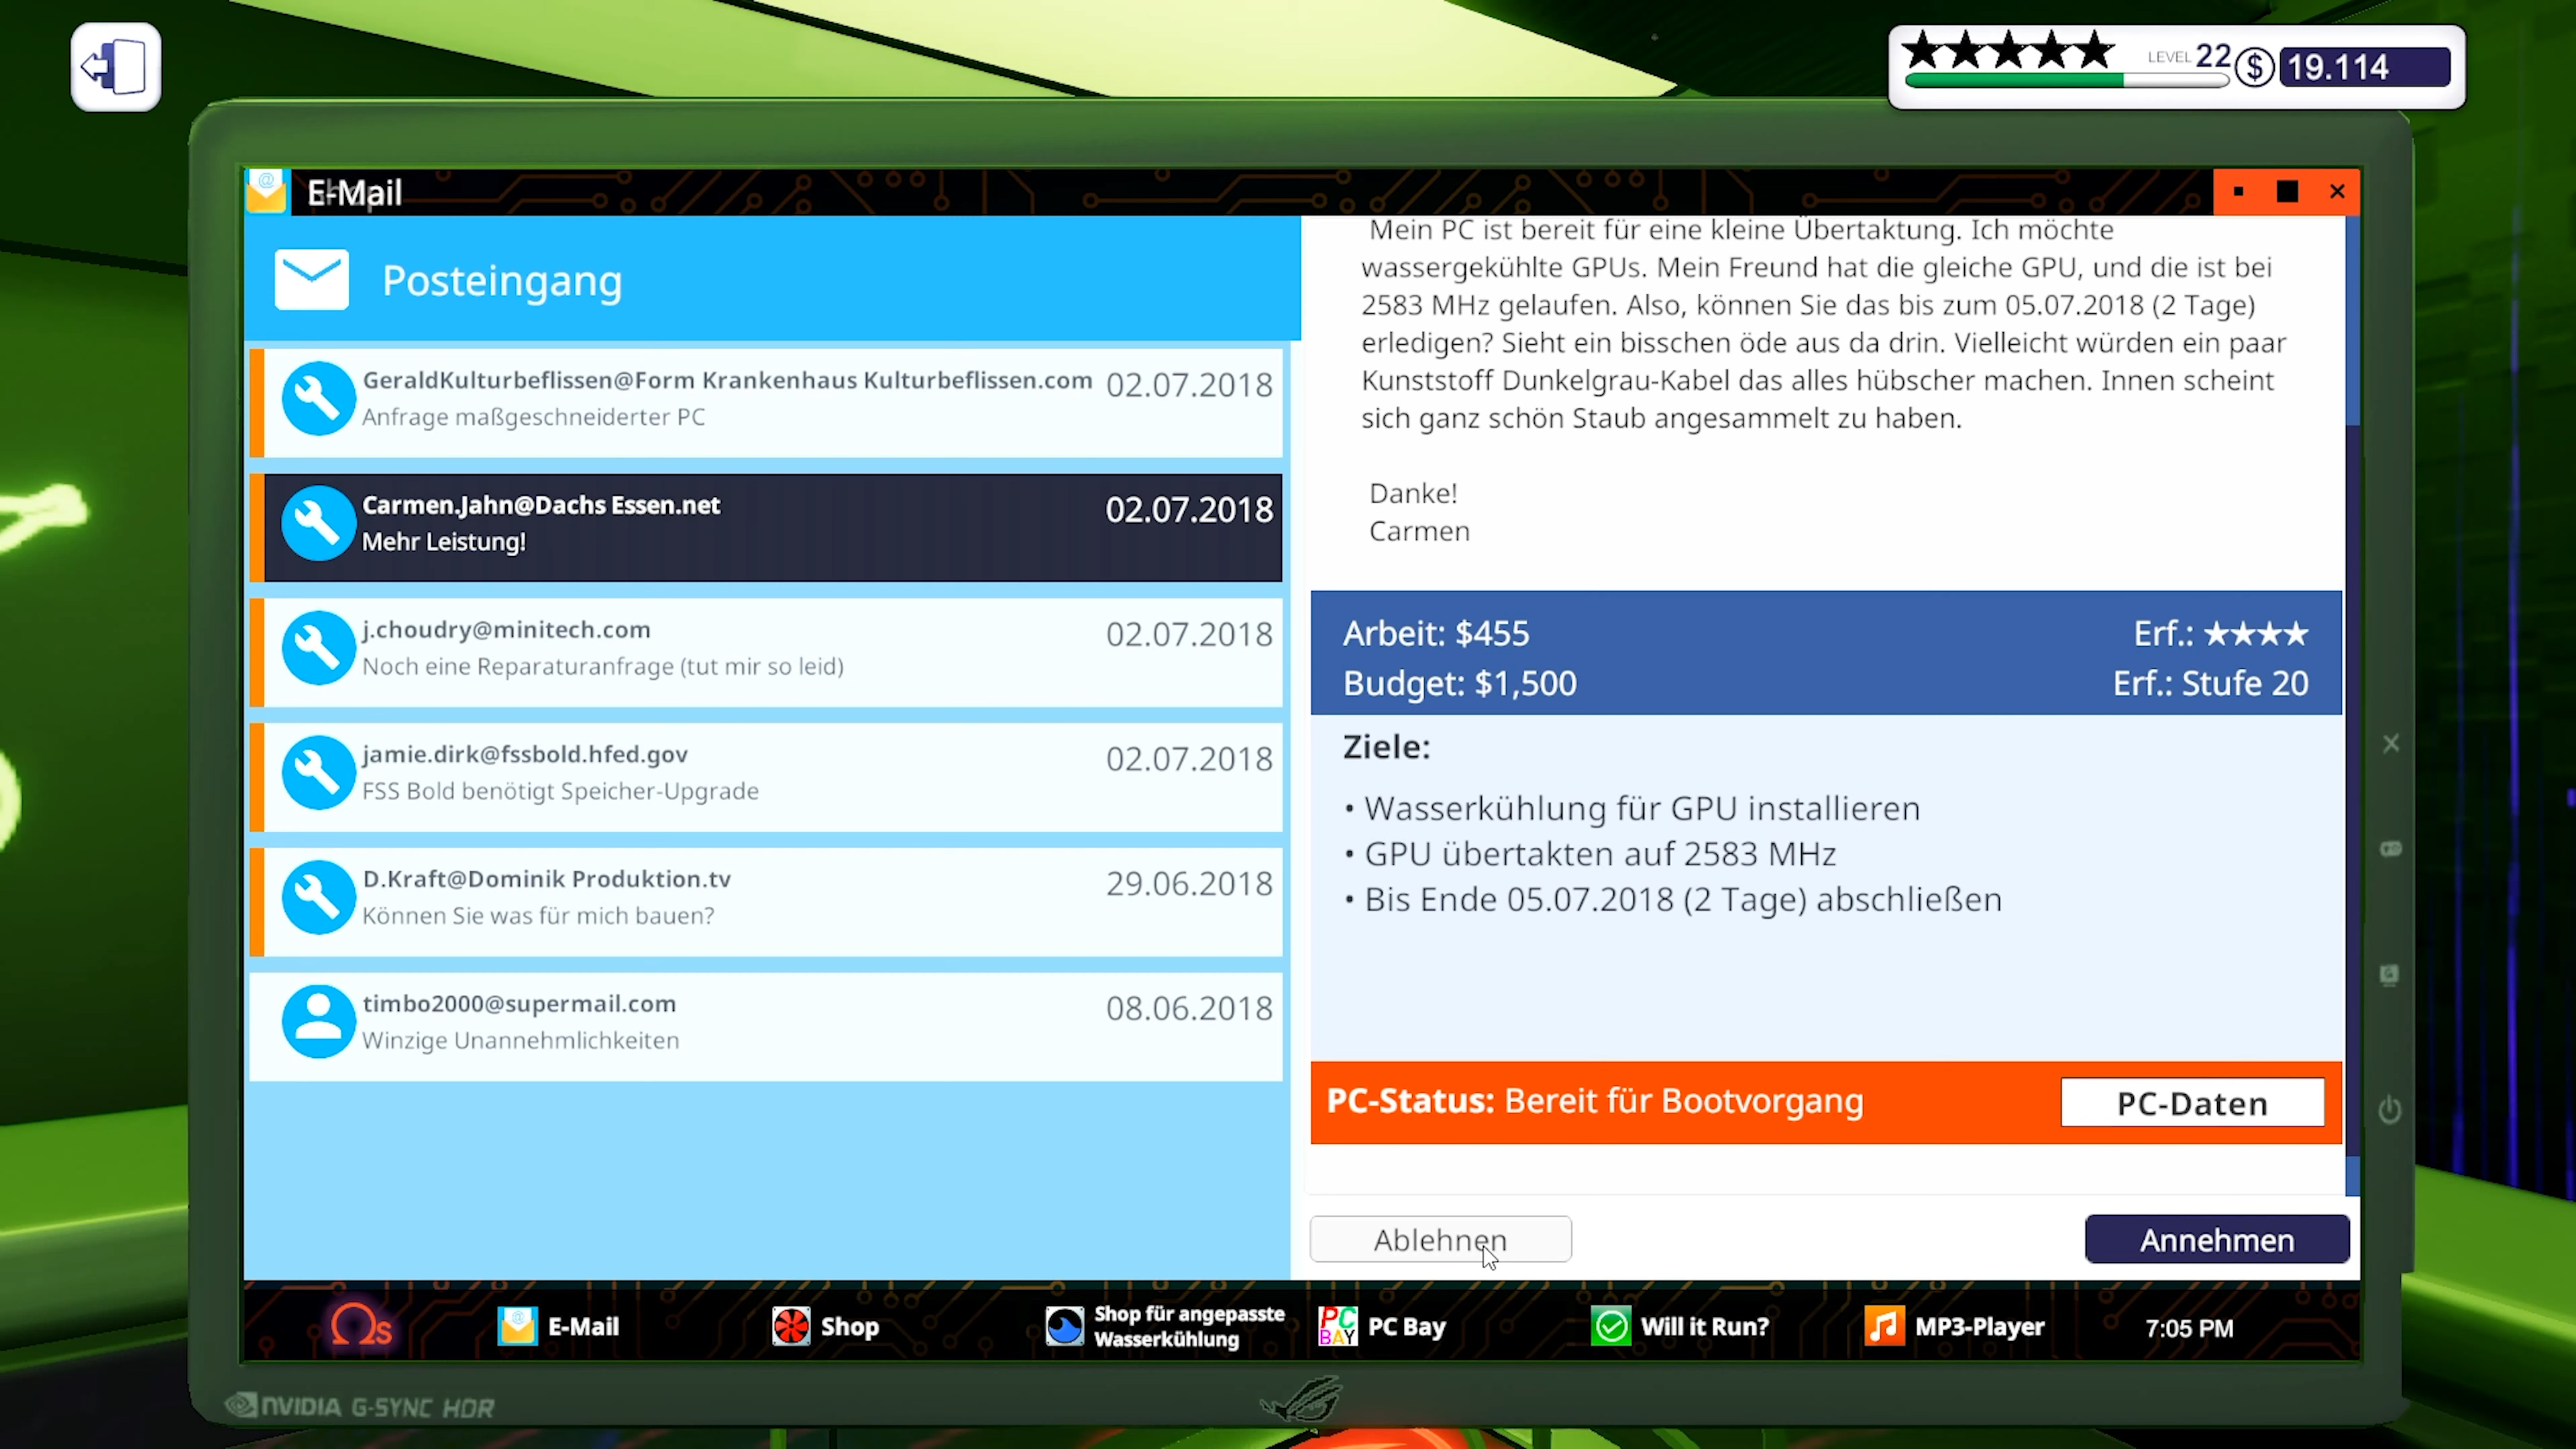 LEVEL 22 $ 19.114
E-Mail
Posteingang
GeraldKulturbeflissen@Form Krankenhaus Kulturbeflissen.com 02.07.2018
Anfrage maßgeschneiderter PC
Carmen.Jahn@Dachs Essen.net 02.07.2018
Mehr Leistung!
j.choudry@minitech.com 02.07.2018
Noch eine Reparaturanfrage (tut mir so leid)
jamie.dirk@fssbold.hfed.gov 02.07.2018
FSS Bold benötigt Speicher-Upgrade
D.Kraft@Dominik Produktion.tv 29.06.2018
Können Sie was für mich bauen?
timbo2000@supermail.com 08.06.2018
Winzige Unannehmlichkeiten
Mein PC ist bereit für eine kleine Übertaktung. Ich möchte
wassergekühlte GPUs. Mein Freund hat die gleiche GPU, und die ist bei
2583 MHz gelaufen. Also, können Sie das bis zum 05.07.2018 (2 Tage)
erledigen? Sieht ein bisschen öde aus da drin. Vielleicht würden ein paar
Kunststoff Dunkelgrau-Kabel das alles hübscher machen. Innen scheint
sich ganz schön Staub angesammelt zu haben.
Danke!
Carmen
Arbeit: $455 Erf.: ★★★★
Budget: $1,500 Erf.: Stufe 20
Ziele:
• Wasserkühlung für GPU installieren
• GPU übertakten auf 2583 MHz
• Bis Ende 05.07.2018 (2 Tage) abschließen
PC-Status: Bereit für Bootvorgang PC-Daten
Ablehnen Annehmen
Ωs E-Mail Shop Shop für angepasste Wasserkühlung PC BAY PC Bay Will it Run? MP3-Player 7:05 PM
NVIDIA G-SYNC HDR